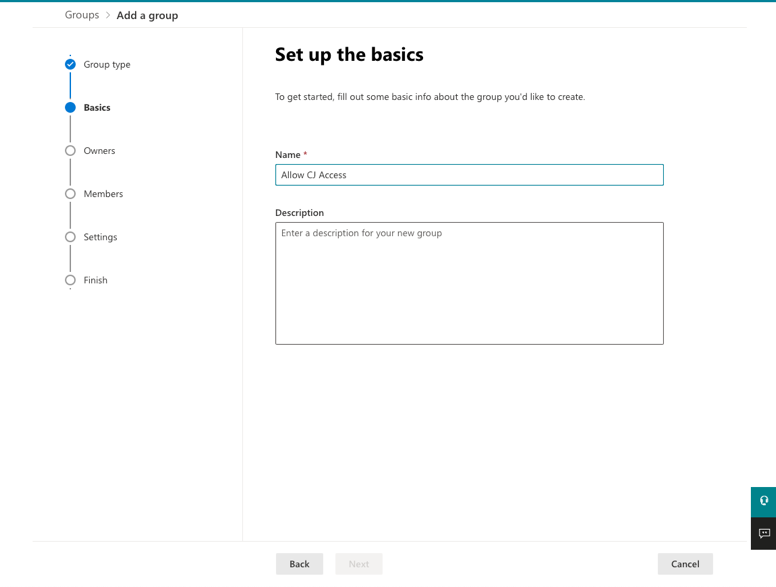 Groups > Add a group
Group type
Basics
Owners
Members
Settings
Finish
Set up the basics
To get started, fill out some basic info about the group you'd like to create.
Name *
Allow CJ Access
Description
Enter a description for your new group
Back
Next
Cancel